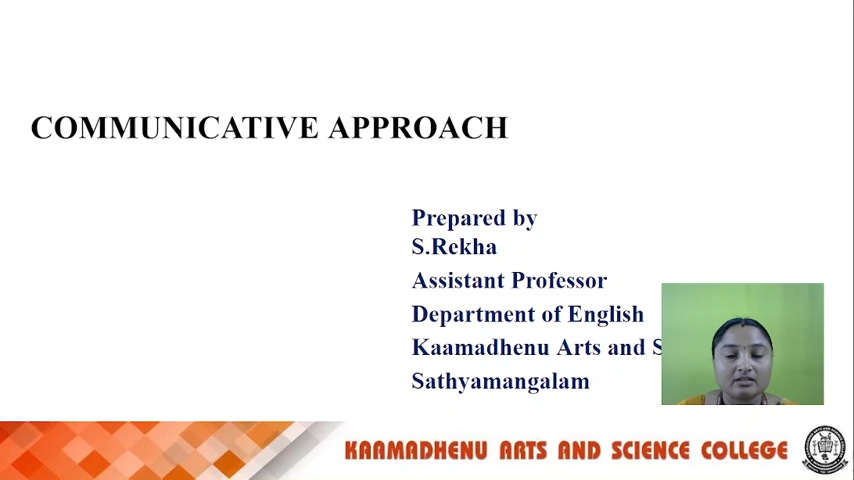 COMMUNICATIVE APPROACH
Prepared by
S.Rekha
Assistant Professor
Department of English
Kaamadhenu Arts and S
Sathyamangalam
KAAMADHENU ARTS AND SCIENCE COLLEGE